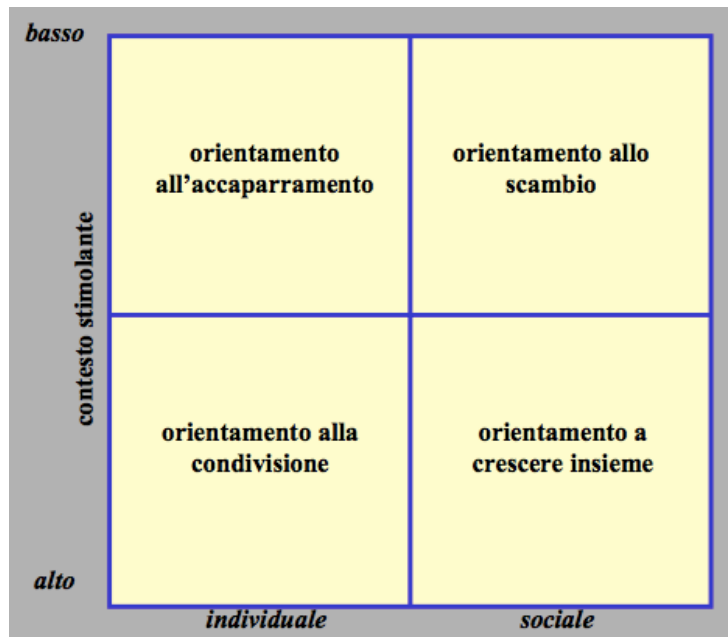 basso
orientamento
all'accaparramento
orientamento allo
scambio
contesto stimolante
orientamento alla
condivisione
orientamento a
crescere insieme
alto
individuale
sociale